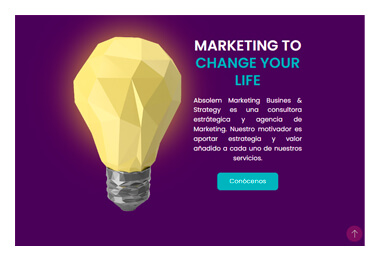 MARKETING TO
CHANGE YOUR
LIFE
Absolem Marketing Busines &
Strategy es una consultora
estrátegica y agencia de
Marketing. Nuestro motivador es
aportar estrategia y valor
añadido a cada uno de nuestros
servicios.
Conócenos